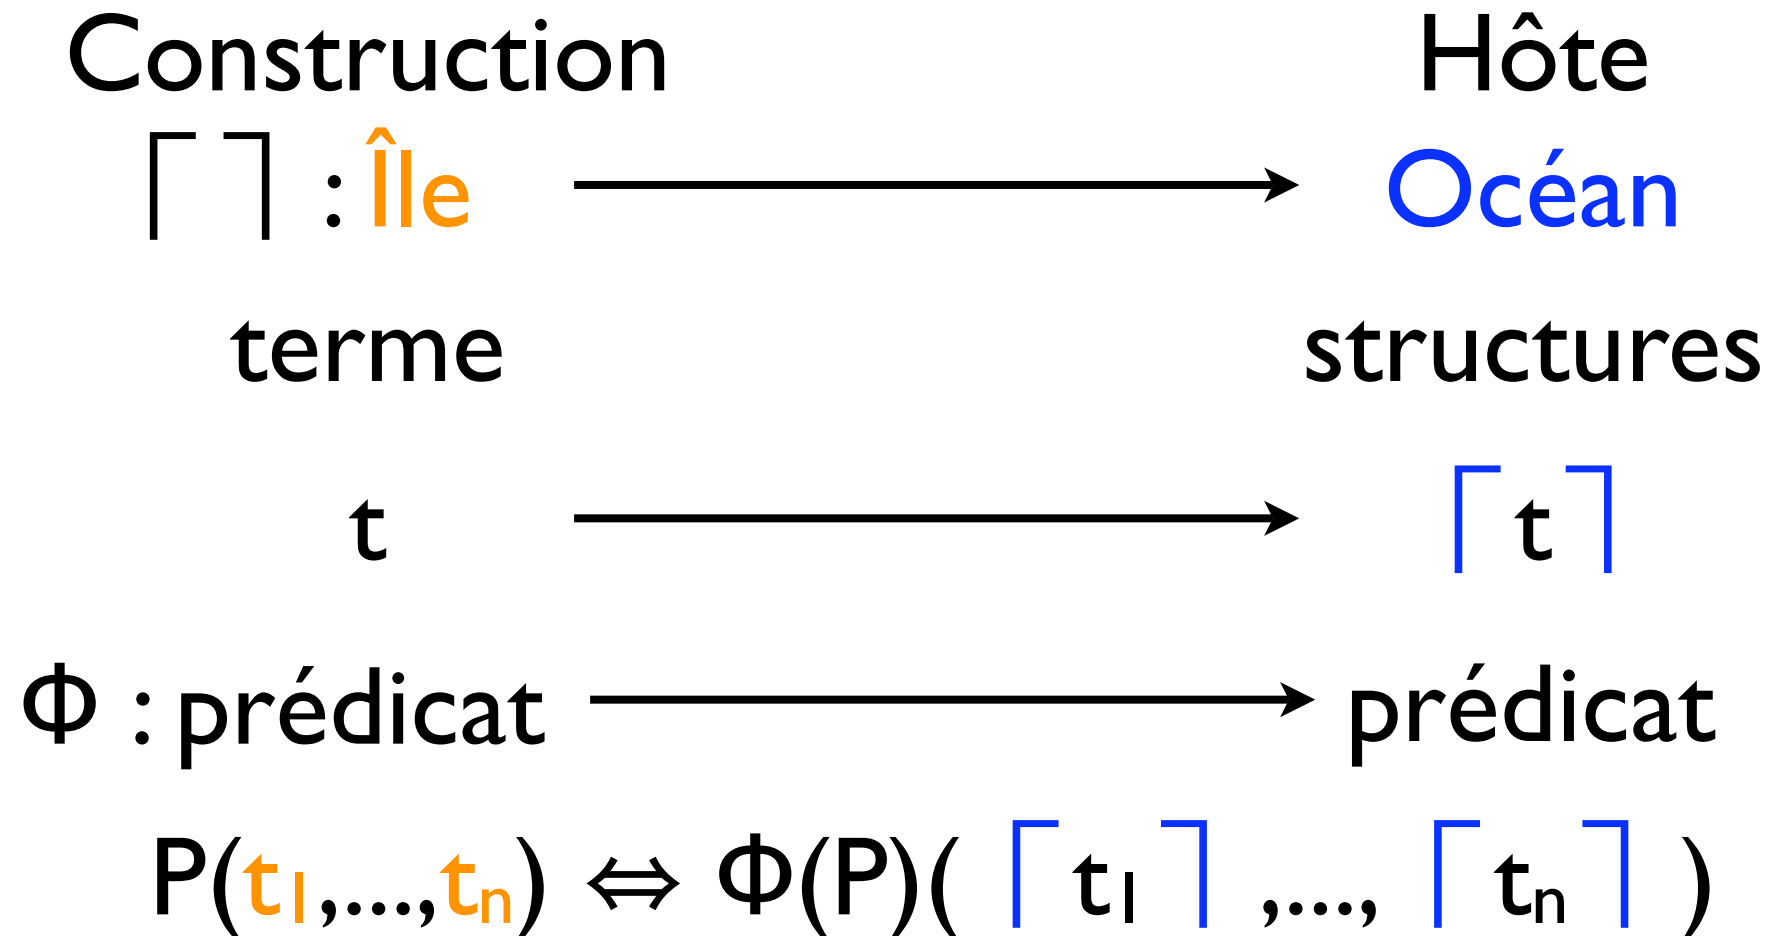 Construction Hôte
⌈ ⌉ : Île ⟶ Océan
terme structures
t ⟶ ⌈ t ⌉
Φ : prédicat ⟶ prédicat
P(t₁,...,tₙ) ⇔ Φ(P)( ⌈ t₁ ⌉ ,..., ⌈ tₙ ⌉ )